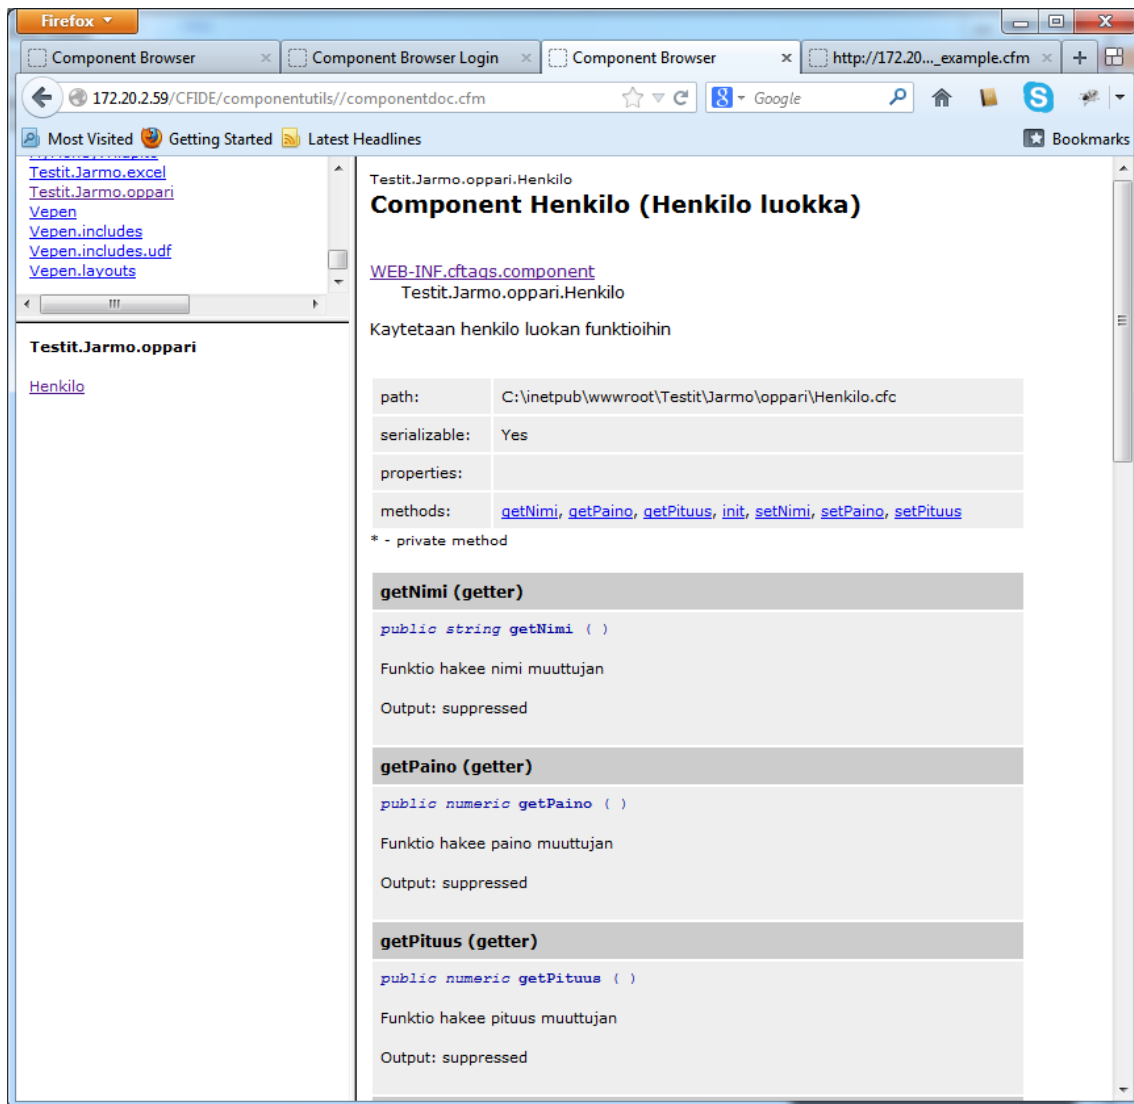 Firefox
Component Browser
Component Browser Login
Component Browser
http://172.20..._example.cfm
172.20.2.59/CFIDE/componentutils//componentdoc.cfm
Google
Most Visited Getting Started Latest Headlines
Bookmarks
Testit.Jarmo.excel
Testit.Jarmo.oppari
Vepen
Vepen.includes
Vepen.includes.udf
Vepen.layouts
Testit.Jarmo.oppari
Henkilo
Testit.Jarmo.oppari.Henkilo
Component Henkilo (Henkilo luokka)
WEB-INF.cftags.component
Testit.Jarmo.oppari.Henkilo
Kaytetaan henkilo luokan funktioihin
path: C:\inetpub\wwwroot\Testit\Jarmo\oppari\Henkilo.cfc
serializable: Yes
properties:
methods: getNimi, getPaino, getPituus, init, setNimi, setPaino, setPituus
* - private method
getNimi (getter)
public string getNimi ( )
Funktio hakee nimi muuttujan
Output: suppressed
getPaino (getter)
public numeric getPaino ( )
Funktio hakee paino muuttujan
Output: suppressed
getPituus (getter)
public numeric getPituus ( )
Funktio hakee pituus muuttujan
Output: suppressed